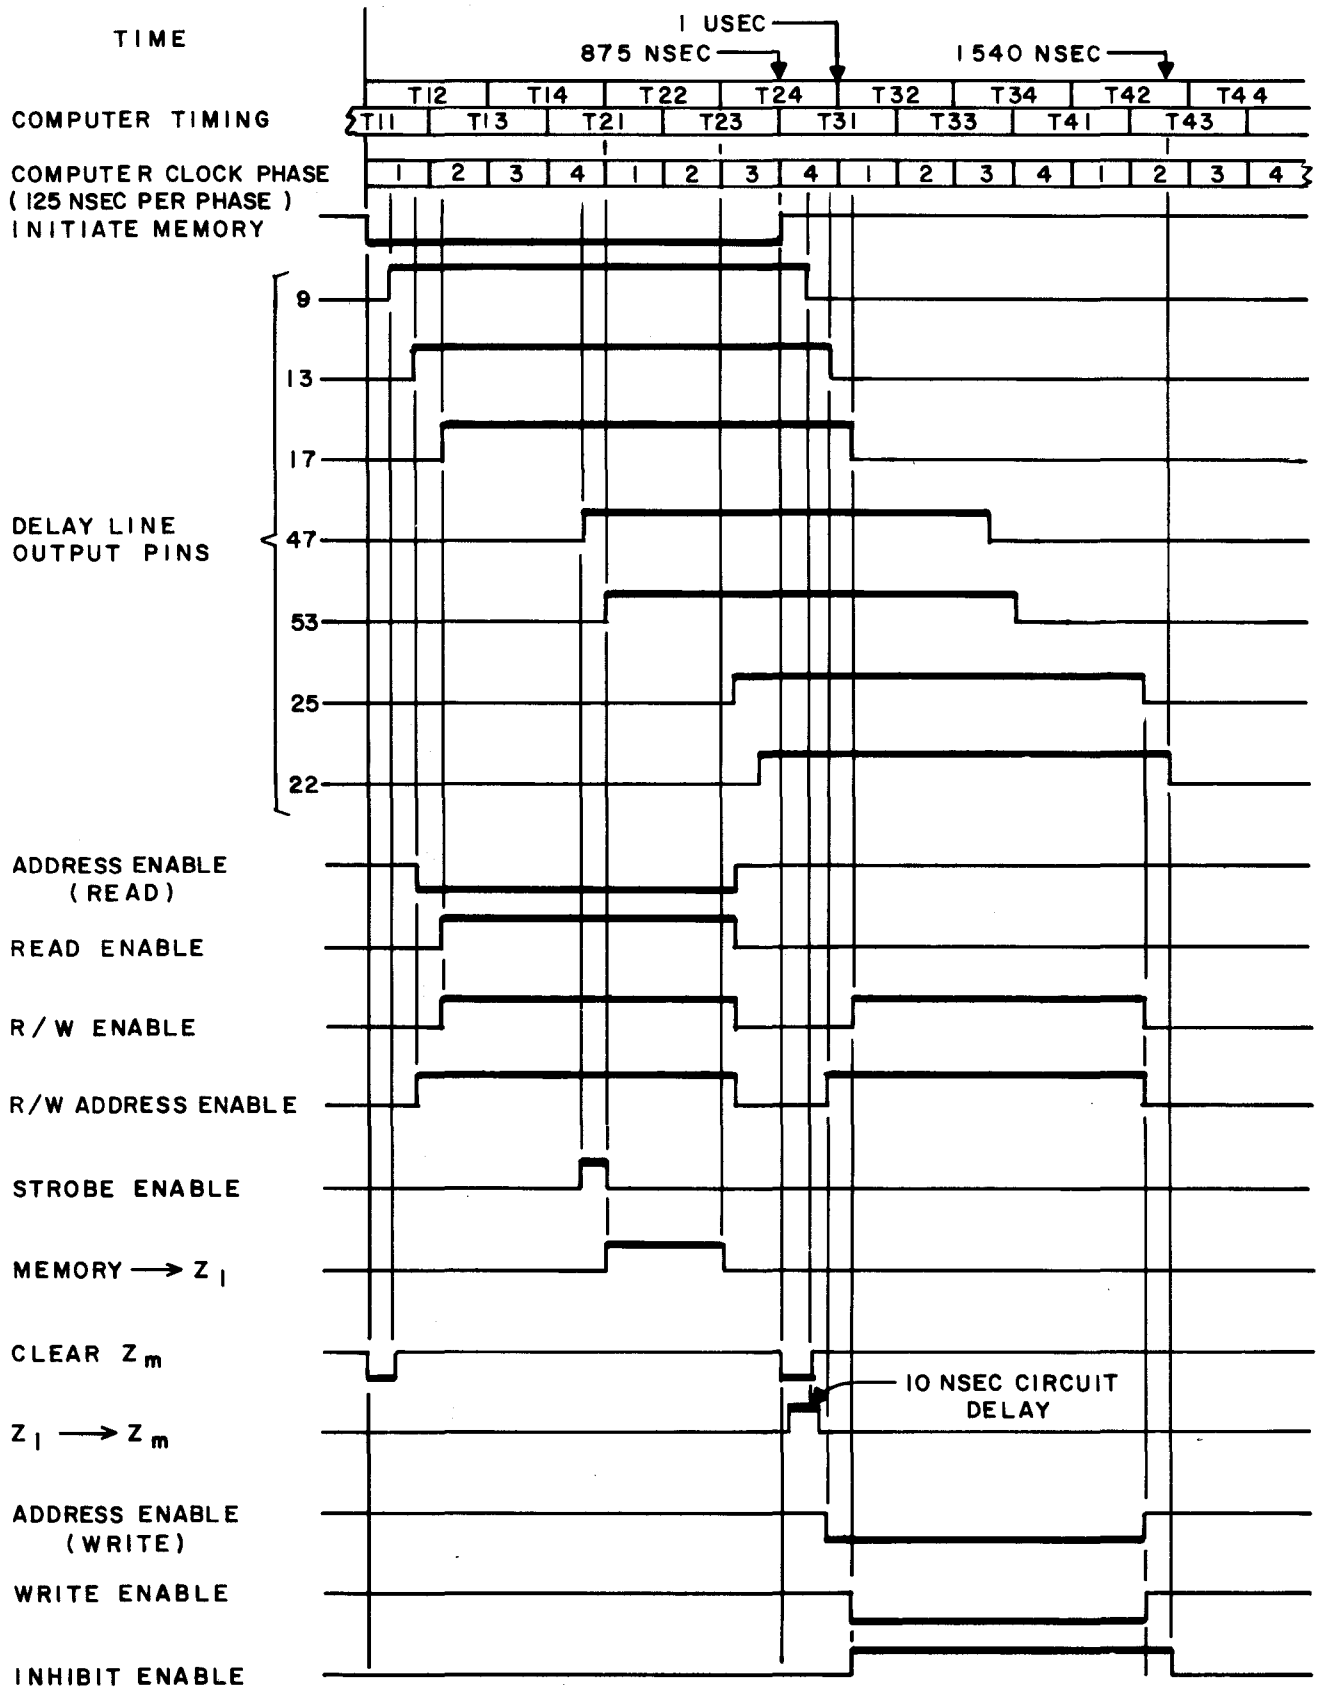 1 USEC
TIME
875 NSEC
1540 NSEC
T12 T14 T22 T24 T32 T34 T42 T44
COMPUTER TIMING T11 T13 T21 T23 T31 T33 T41 T43
COMPUTER CLOCK PHASE 1 2 3 4 1 2 3 4 1 2 3 4 1 2 3 4
(125 NSEC PER PHASE)
INITIATE MEMORY
9
13
17
DELAY LINE
OUTPUT PINS
47
53
25
22
ADDRESS ENABLE
(READ)
READ ENABLE
R/W ENABLE
R/W ADDRESS ENABLE
STROBE ENABLE
MEMORY → Z1
CLEAR Zm
10 NSEC CIRCUIT
DELAY
Z1 → Zm
ADDRESS ENABLE
(WRITE)
WRITE ENABLE
INHIBIT ENABLE